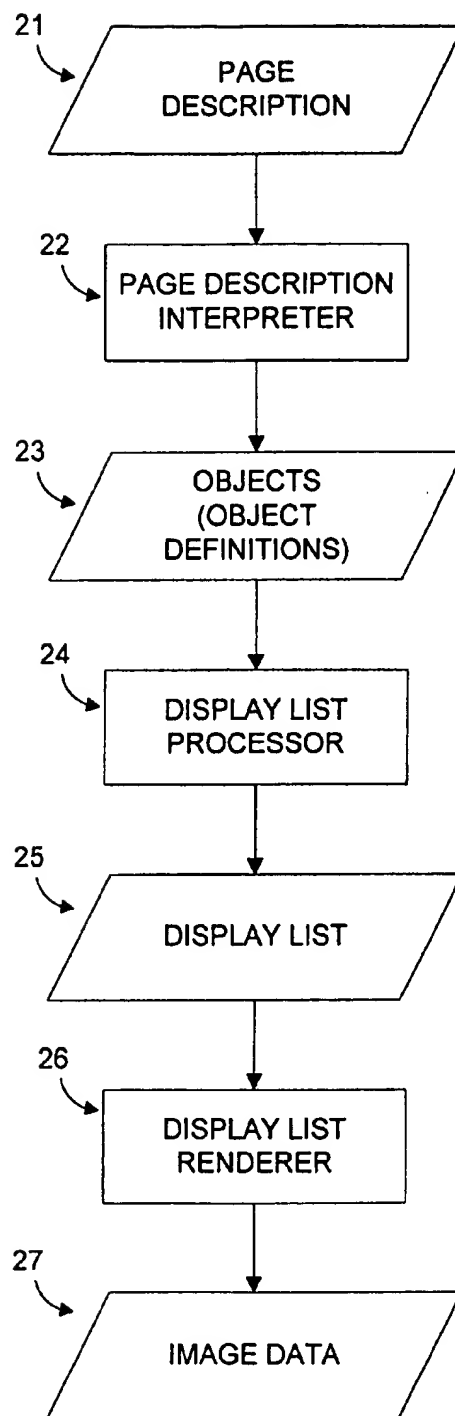 21
PAGE
DESCRIPTION
22
PAGE DESCRIPTION
INTERPRETER
23
OBJECTS
(OBJECT
DEFINITIONS)
24
DISPLAY LIST
PROCESSOR
25
DISPLAY LIST
26
DISPLAY LIST
RENDERER
27
IMAGE DATA